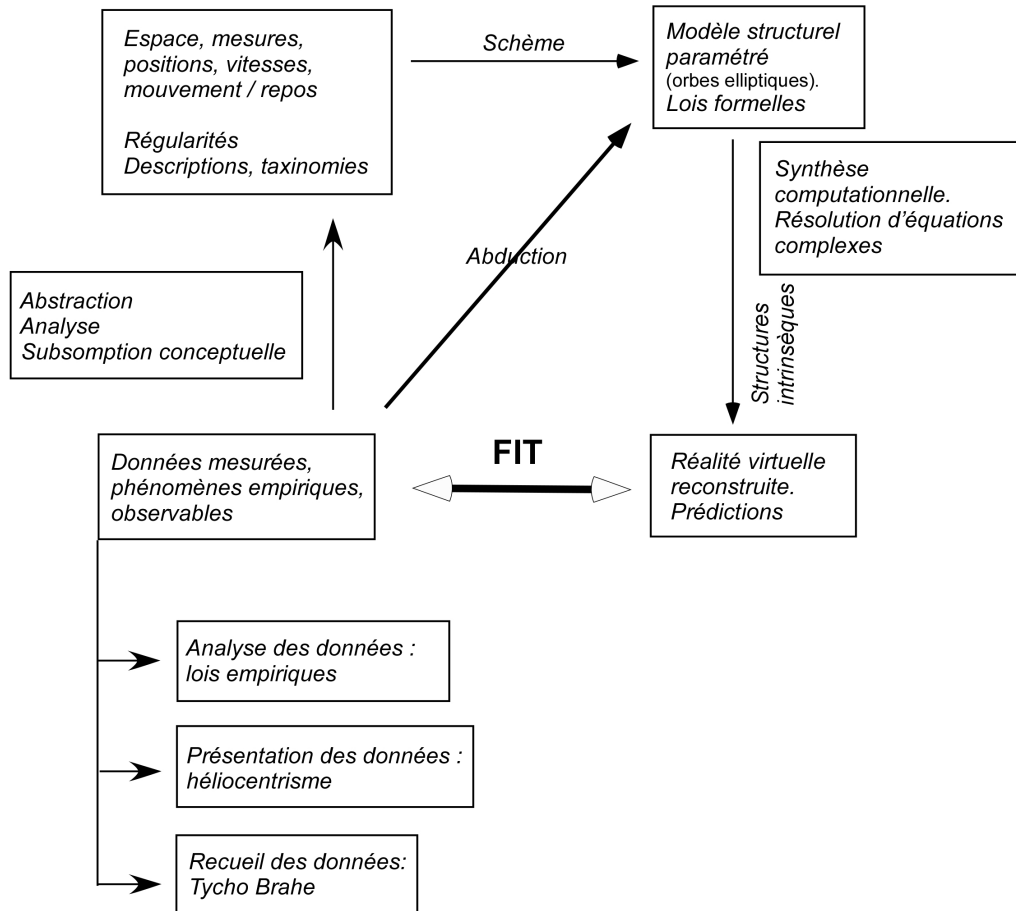 Espace, mesures,
positions, vitesses,
mouvement / repos
Régularités
Descriptions, taxinomies
Schème
Modèle structurel
paramétré
(orbes elliptiques).
Lois formelles
Synthèse
computationnelle.
Résolution d'équations
complexes
Abduction
Structures
intrinsèques
Abstraction
Analyse
Subsomption conceptuelle
Données mesurées,
phénomènes empiriques,
observables
FIT
Réalité virtuelle
reconstruite.
Prédictions
Analyse des données :
lois empiriques
Présentation des données :
héliocentrisme
Recueil des données:
Tycho Brahe